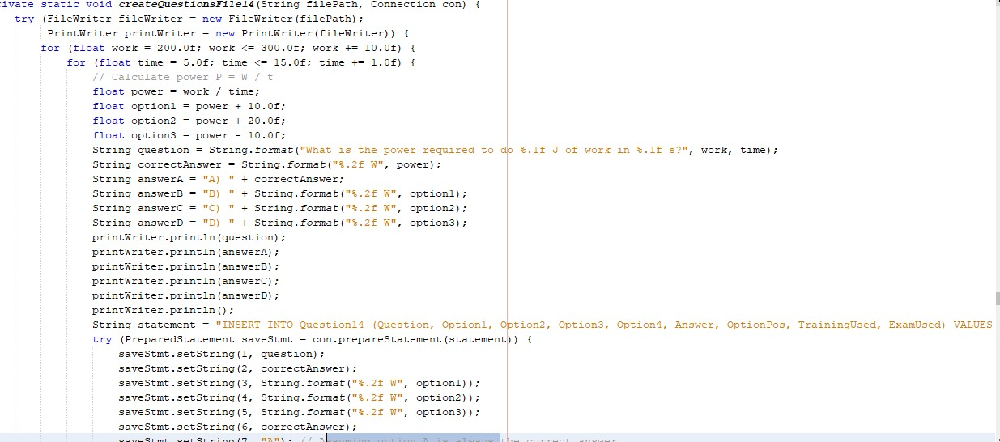 rivate static void createQuestionsFile14(String filePath, Connection con) {
try (FileWriter fileWriter = new FileWriter(filePath);
PrintWriter printWriter = new PrintWriter(fileWriter)) {
for (float work = 200.0f; work <= 300.0f; work += 10.0f) {
for (float time = 5.0f; time <= 15.0f; time += 1.0f) {
// Calculate power P = W / t
float power = work / time;
float option1 = power + 10.0f;
float option2 = power + 20.0f;
float option3 = power - 10.0f;
String question = String.format("What is the power required to do %.1f J of work in %.1f s?", work, time);
String correctAnswer = String.format("%.2f W", power);
String answerA = "A) " + correctAnswer;
String answerB = "B) " + String.format("%.2f W", option1);
String answerC = "C) " + String.format("%.2f W", option2);
String answerD = "D) " + String.format("%.2f W", option3);
printWriter.println(question);
printWriter.println(answerA);
printWriter.println(answerB);
printWriter.println(answerC);
printWriter.println(answerD);
printWriter.println();
String statement = "INSERT INTO Question14 (Question, Option1, Option2, Option3, Option4, Answer, OptionPos, TrainingUsed, ExamUsed) VALUES
try (PreparedStatement saveStmt = con.prepareStatement(statement)) {
saveStmt.setString(1, question);
saveStmt.setString(2, correctAnswer);
saveStmt.setString(3, String.format("%.2f W", option1));
saveStmt.setString(4, String.format("%.2f W", option2));
saveStmt.setString(5, String.format("%.2f W", option3));
saveStmt.setString(6, correctAnswer);
saveStmt.setString(7, "A"); // Assuming option A is always the correct answer